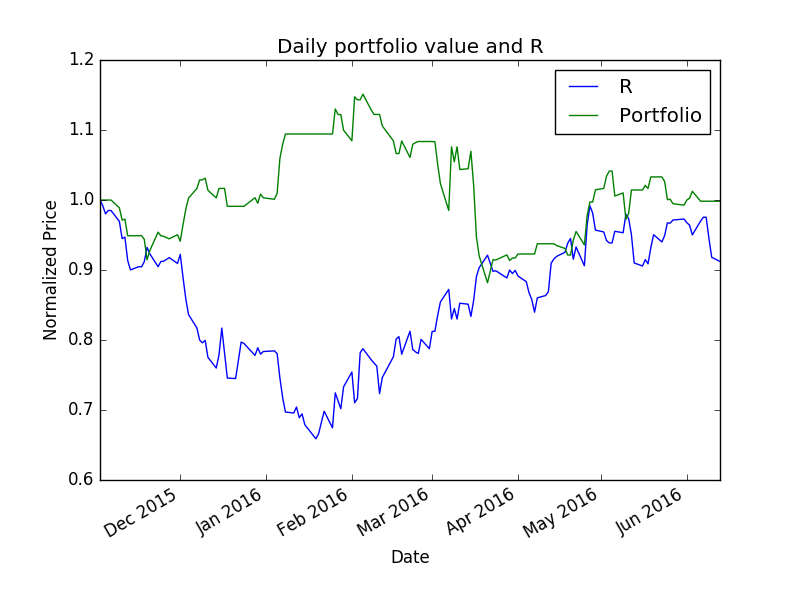 Daily portfolio value and R
1.2
1.1
1.0
0.9
0.8
0.7
0.6
Normalized Price
R
Portfolio
Dec 2015
Jan 2016
Feb 2016
Mar 2016
Apr 2016
May 2016
Jun 2016
Date